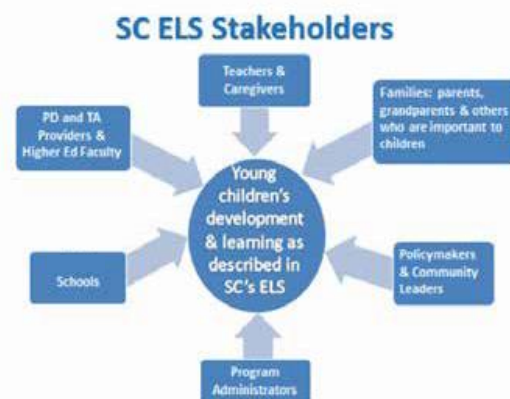 SC ELS Stakeholders
Teachers &
Caregivers
Families: parents,
grandparents & others
who are important to
children
PD and TA
Providers &
Higher Ed Faculty
Young
children's
development
& learning as
described in
SC's ELS
Schools
Policymakers
& Community
Leaders
Program
Administrators